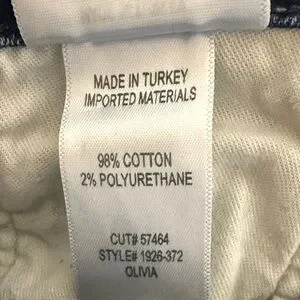 MADE IN TURKEY
IMPORTED MATERIALS
98% COTTON
2% POLYURETHANE
CUT# 57464
STYLE# 1926-372
OLIVIA